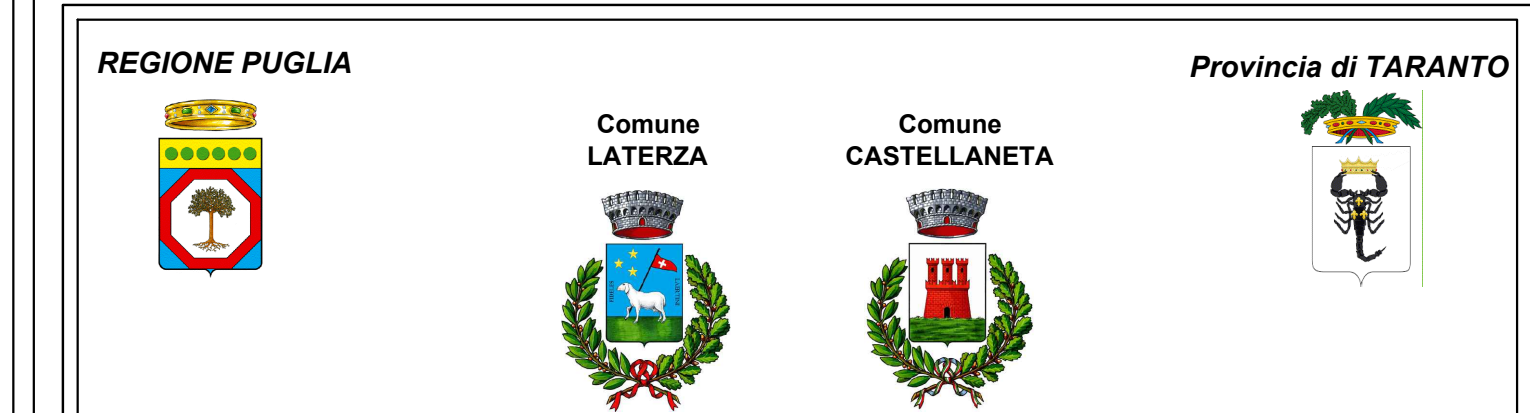 REGIONE PUGLIA
Provincia di TARANTO
Comune
LATERZA
Comune
CASTELLANETA